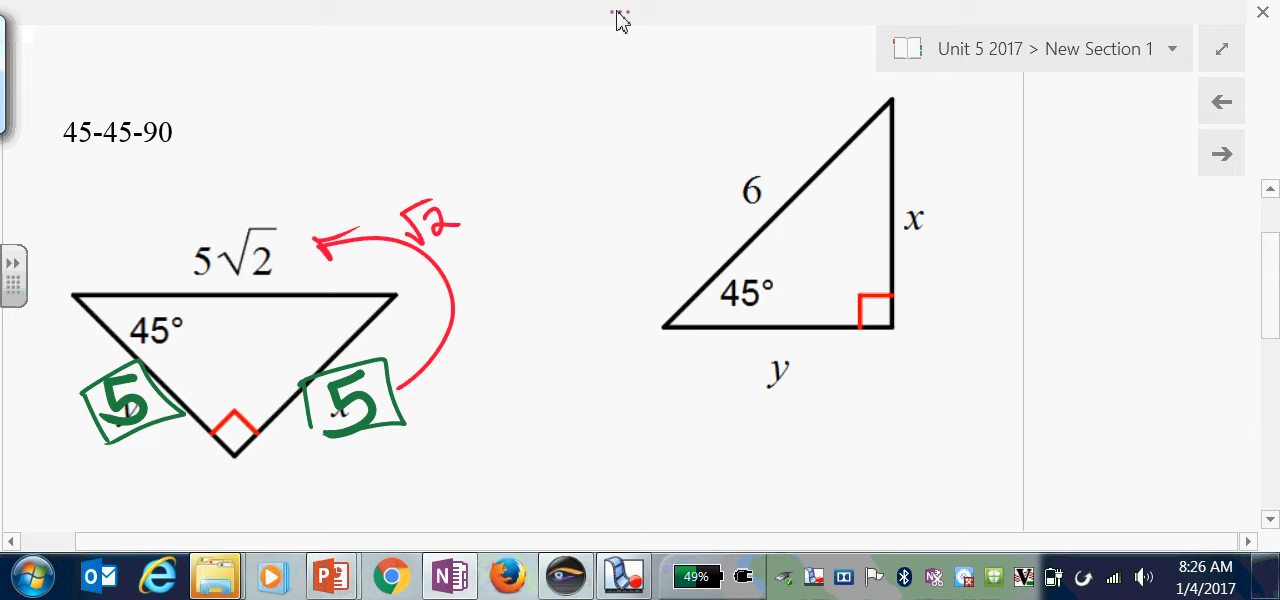 Unit 5 2017 > New Section 1
45-45-90
5√2
√2
45°
5
5
x
6
x
45°
y
49%
8:26 AM
1/4/2017